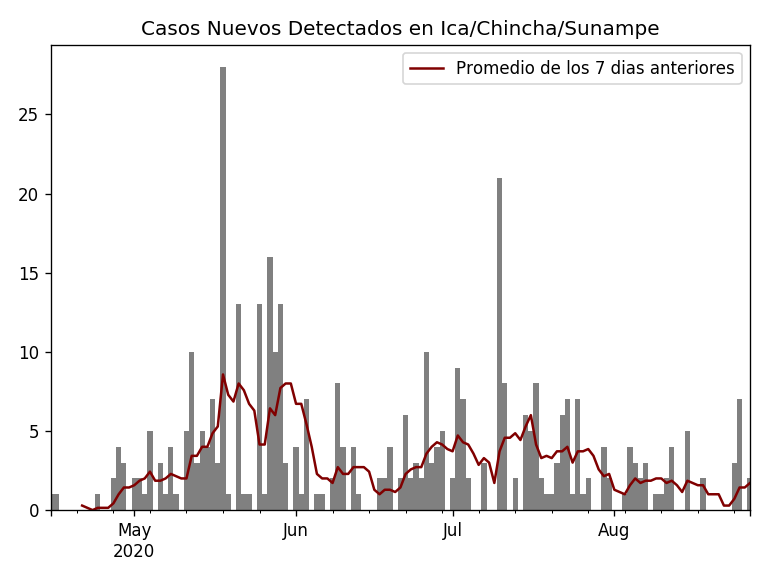 Casos Nuevos Detectados en Ica/Chincha/Sunampe
Promedio de los 7 dias anteriores
25
20
15
10
5
0
May
2020
Jun
Jul
Aug